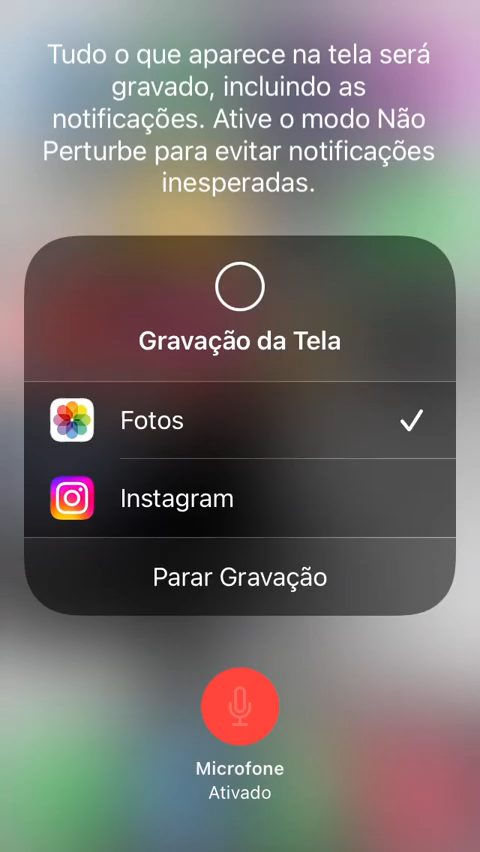 Tudo o que aparece na tela será
gravado, incluindo as
notificações. Ative o modo Não
Perturbe para evitar notificações
inesperadas.
Gravação da Tela
Fotos
Instagram
Parar Gravação
Microfone
Ativado